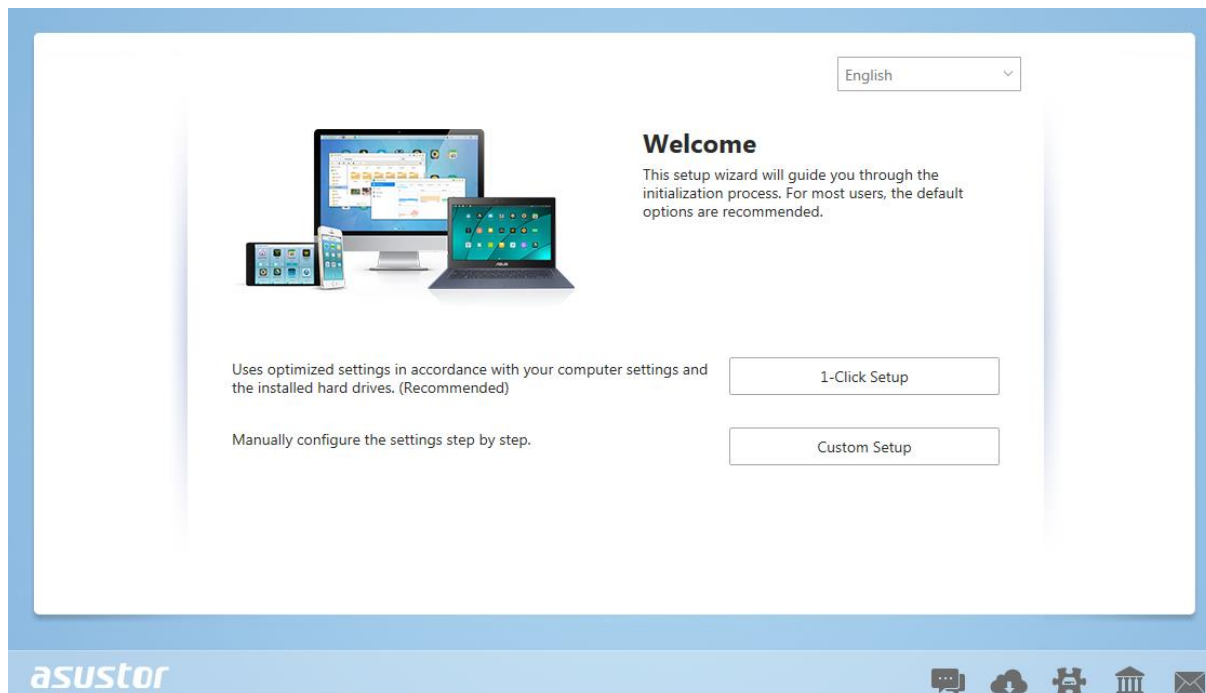 English
Welcome
This setup wizard will guide you through the
initialization process. For most users, the default
options are recommended.
Uses optimized settings in accordance with your computer settings and
the installed hard drives. (Recommended)
1-Click Setup
Manually configure the settings step by step.
Custom Setup
asustor